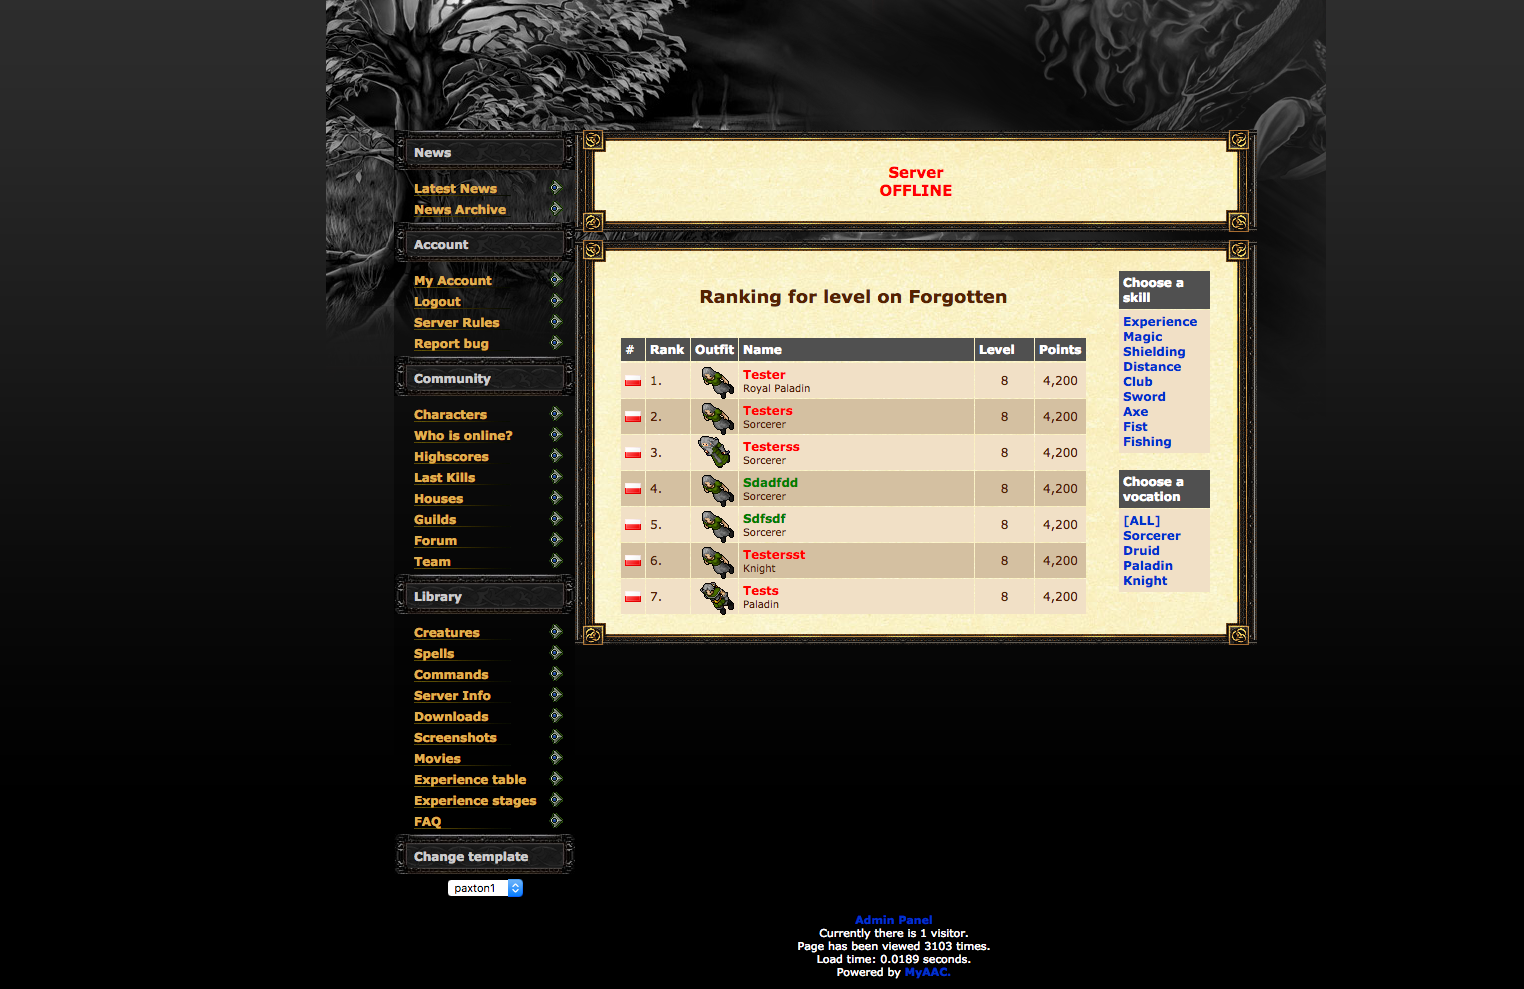 News
Latest News
News Archive
Account
My Account
Logout
Server Rules
Report bug
Community
Characters
Who is online?
Highscores
Last Kills
Houses
Guilds
Forum
Team
Library
Creatures
Spells
Commands
Server Info
Downloads
Screenshots
Movies
Experience table
Experience stages
FAQ
Change template
paxton1
Server
OFFLINE
Ranking for level on Forgotten
# Rank Outfit Name Level Points
1. Tester 8 4,200
Royal Paladin
2. Testers 8 4,200
Sorcerer
3. Testerss 8 4,200
Sorcerer
4. Sdadfdd 8 4,200
Sorcerer
5. Sdfsdf 8 4,200
Sorcerer
6. Testersst 8 4,200
Knight
7. Tests 8 4,200
Paladin
Choose a
skill
Experience
Magic
Shielding
Distance
Club
Sword
Axe
Fist
Fishing
Choose a
vocation
[ALL]
Sorcerer
Druid
Paladin
Knight
Admin Panel
Currently there is 1 visitor.
Page has been viewed 3103 times.
Load time: 0.0189 seconds.
Powered by MyAAC.